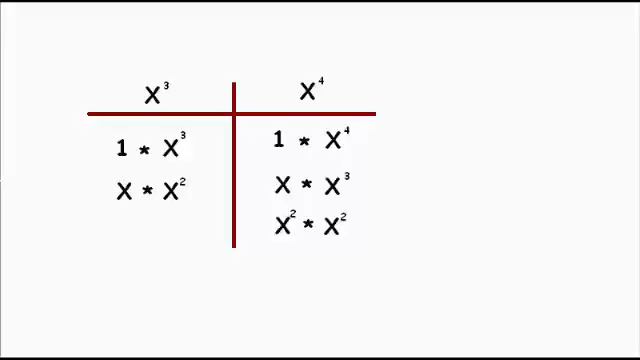 X³ X⁴
1 * X³ 1 * X⁴
X * X² X * X³
X² * X²